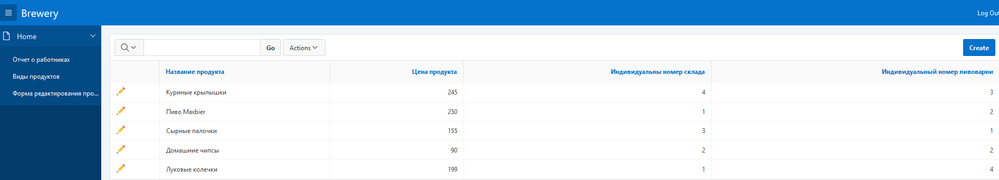 Brewery
Log Out
Home
Отчет о работниках
Виды продуктов
Форма редактирования про...
Go Actions Create
Название продукта Цена продукта Индивидуальны номер склада Индивидуальный номер пивоварни
Куриные крылышки 245 4 3
Пиво Maxbier 250 1 2
Сырные палочки 155 3 1
Домашние чипсы 90 2 2
Луковые колечки 199 1 4